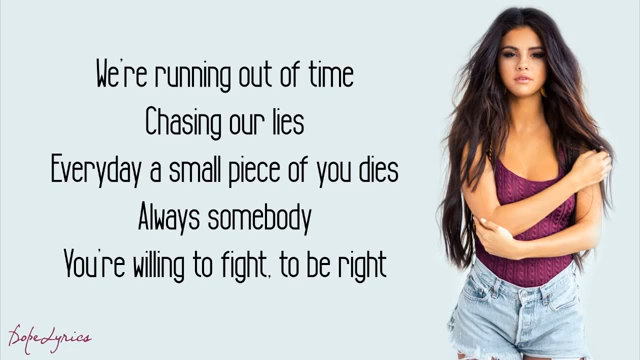 We're running out of time
Chasing our lies
Everyday a small piece of you dies
Always somebody
You're willing to fight, to be right
DopeLyrics